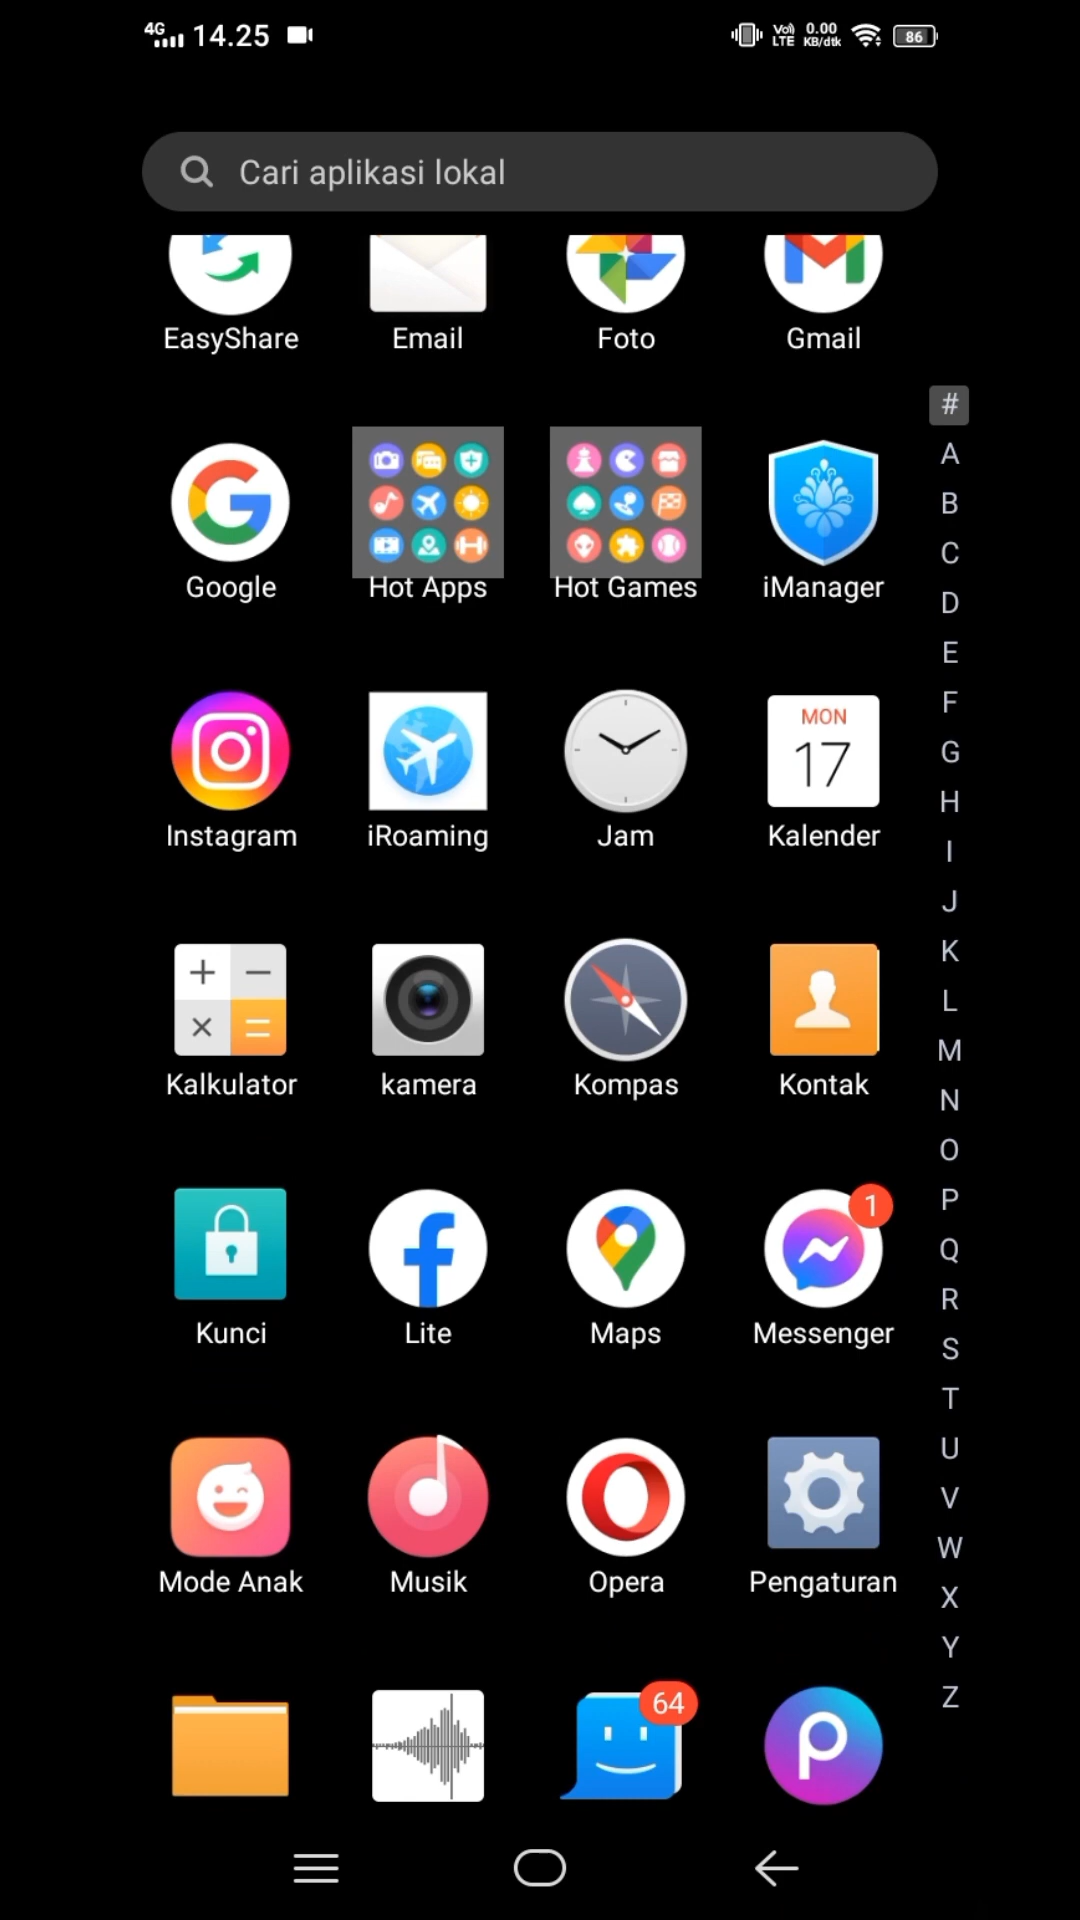 4G 14.25 Vo) LTE 0.00 KB/dtk 86
Cari aplikasi lokal
EasyShare Email Foto Gmail
#
A
Google Hot Apps Hot Games iManager
B
C
D
E
F
MON
17
G
H
Instagram iRoaming Jam Kalender
I
J
K
L
M
Kalkulator kamera Kompas Kontak
N
O
P
1
Q
R
Kunci Lite Maps Messenger
S
T
U
V
W
Mode Anak Musik Opera Pengaturan
X
Y
Z
64